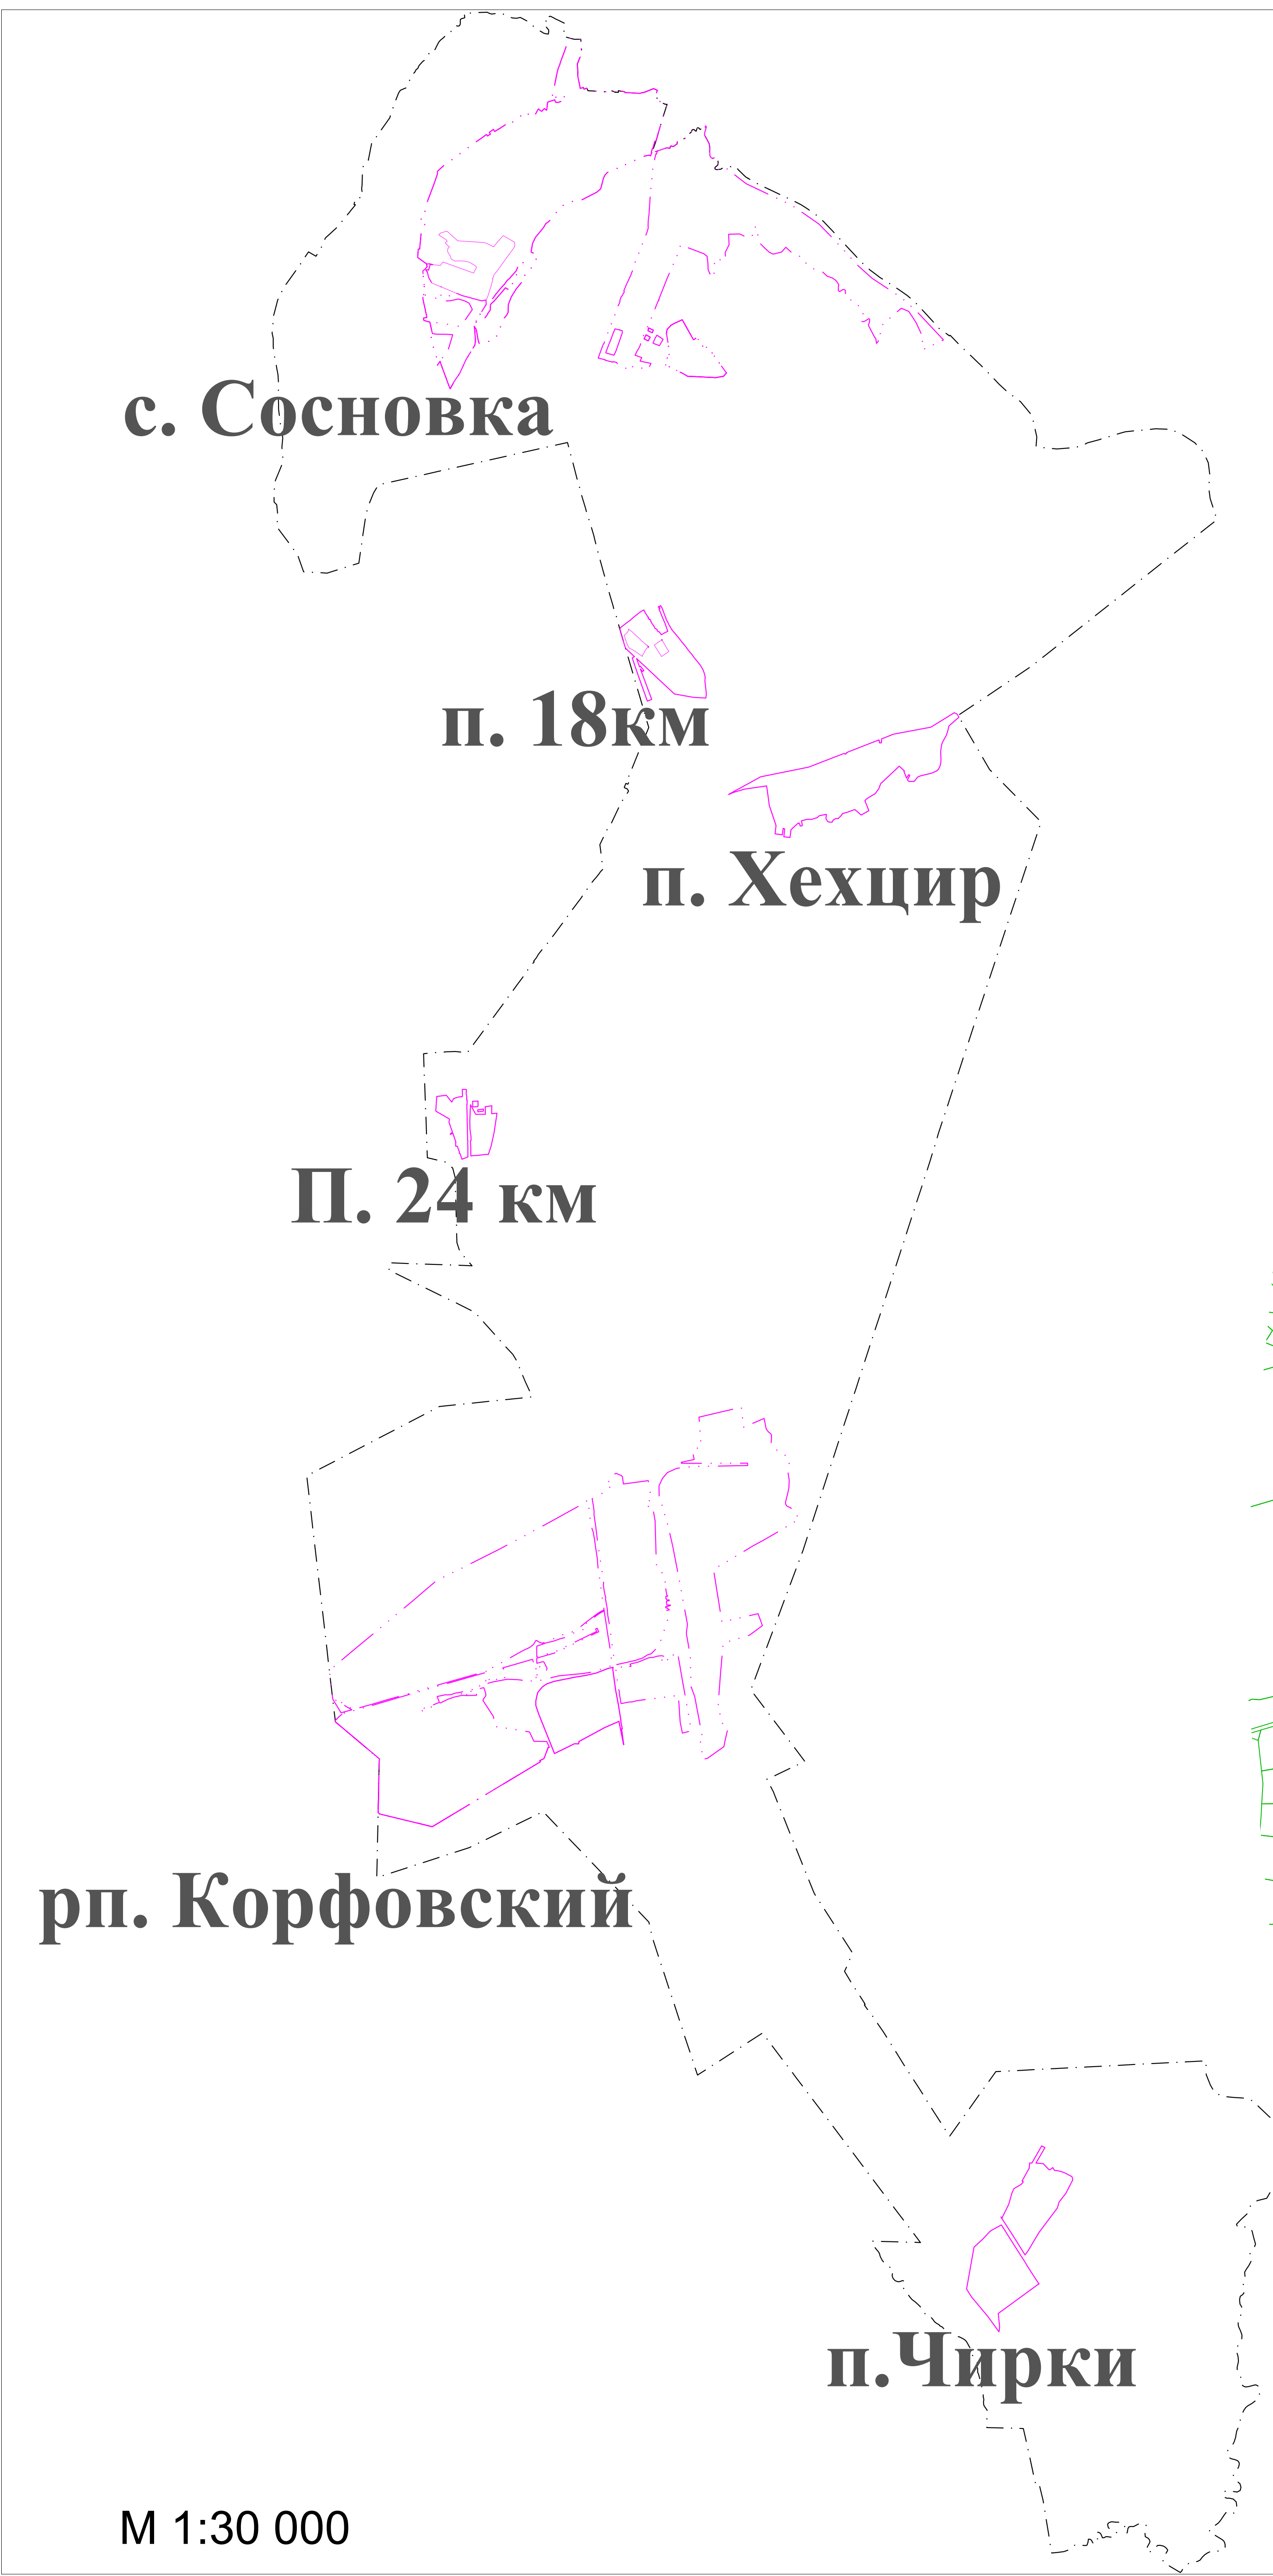 с. Сосновка
п. 18км
п. Хехцир
П. 24 км
рп. Корфовский
п.Чирки
М 1:30 000